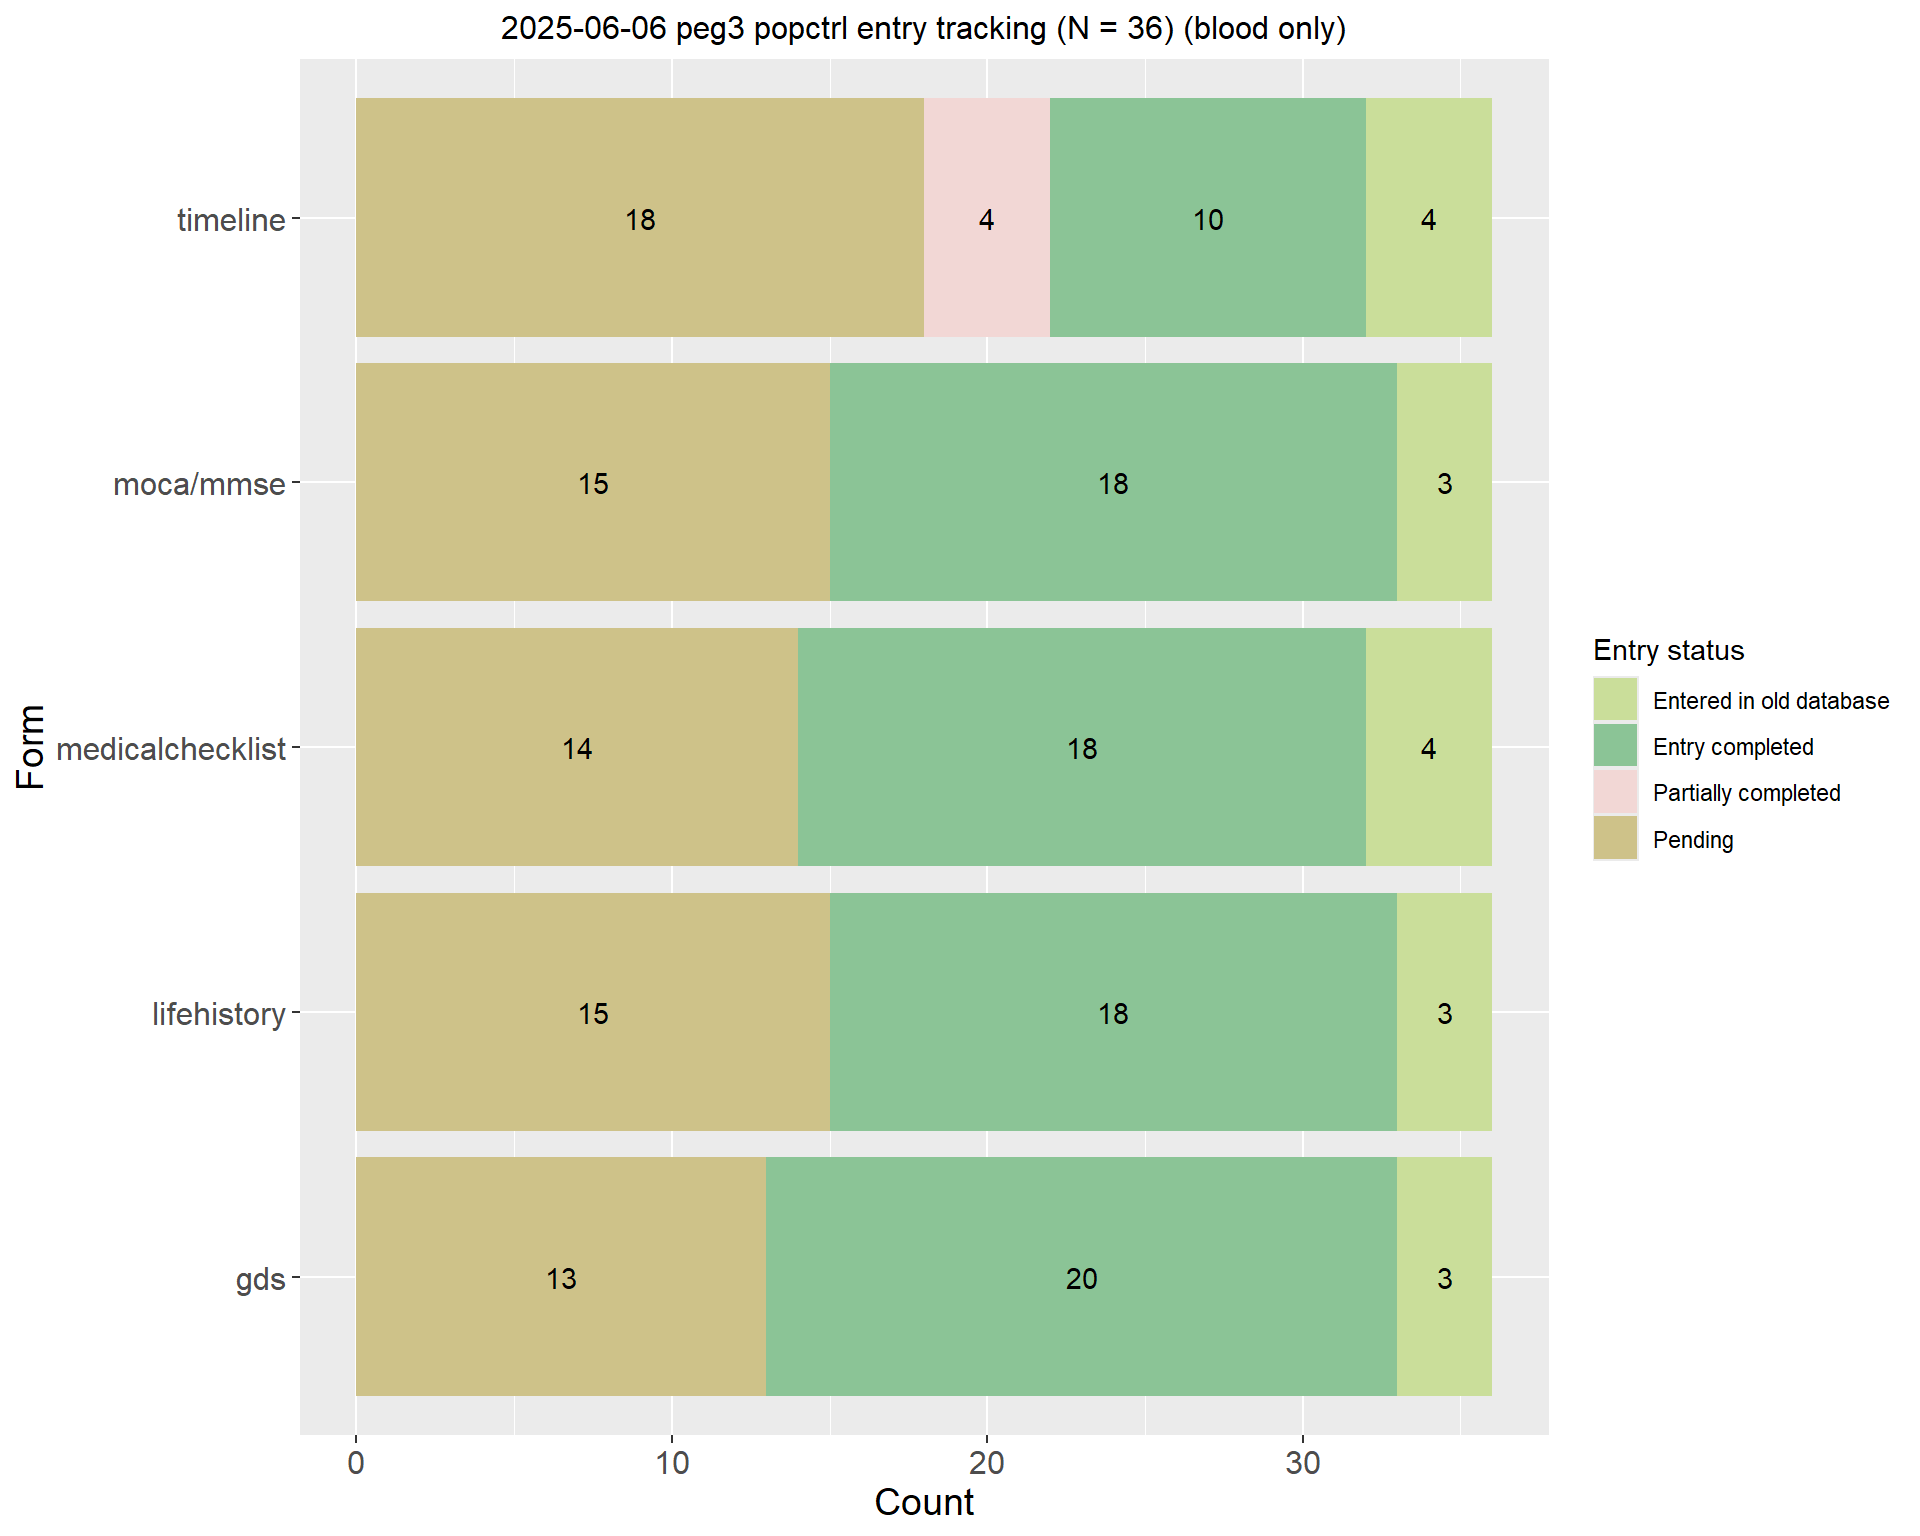 2025-06-06 peg3 popctrl entry tracking (N = 36) (blood only)
timeline
18
4
10
4
moca/mmse
15
18
3
medicalchecklist
14
18
4
lifehistory
15
18
3
gds
13
20
3
Form
0
10
20
30
Count
Entry status
Entered in old database
Entry completed
Partially completed
Pending